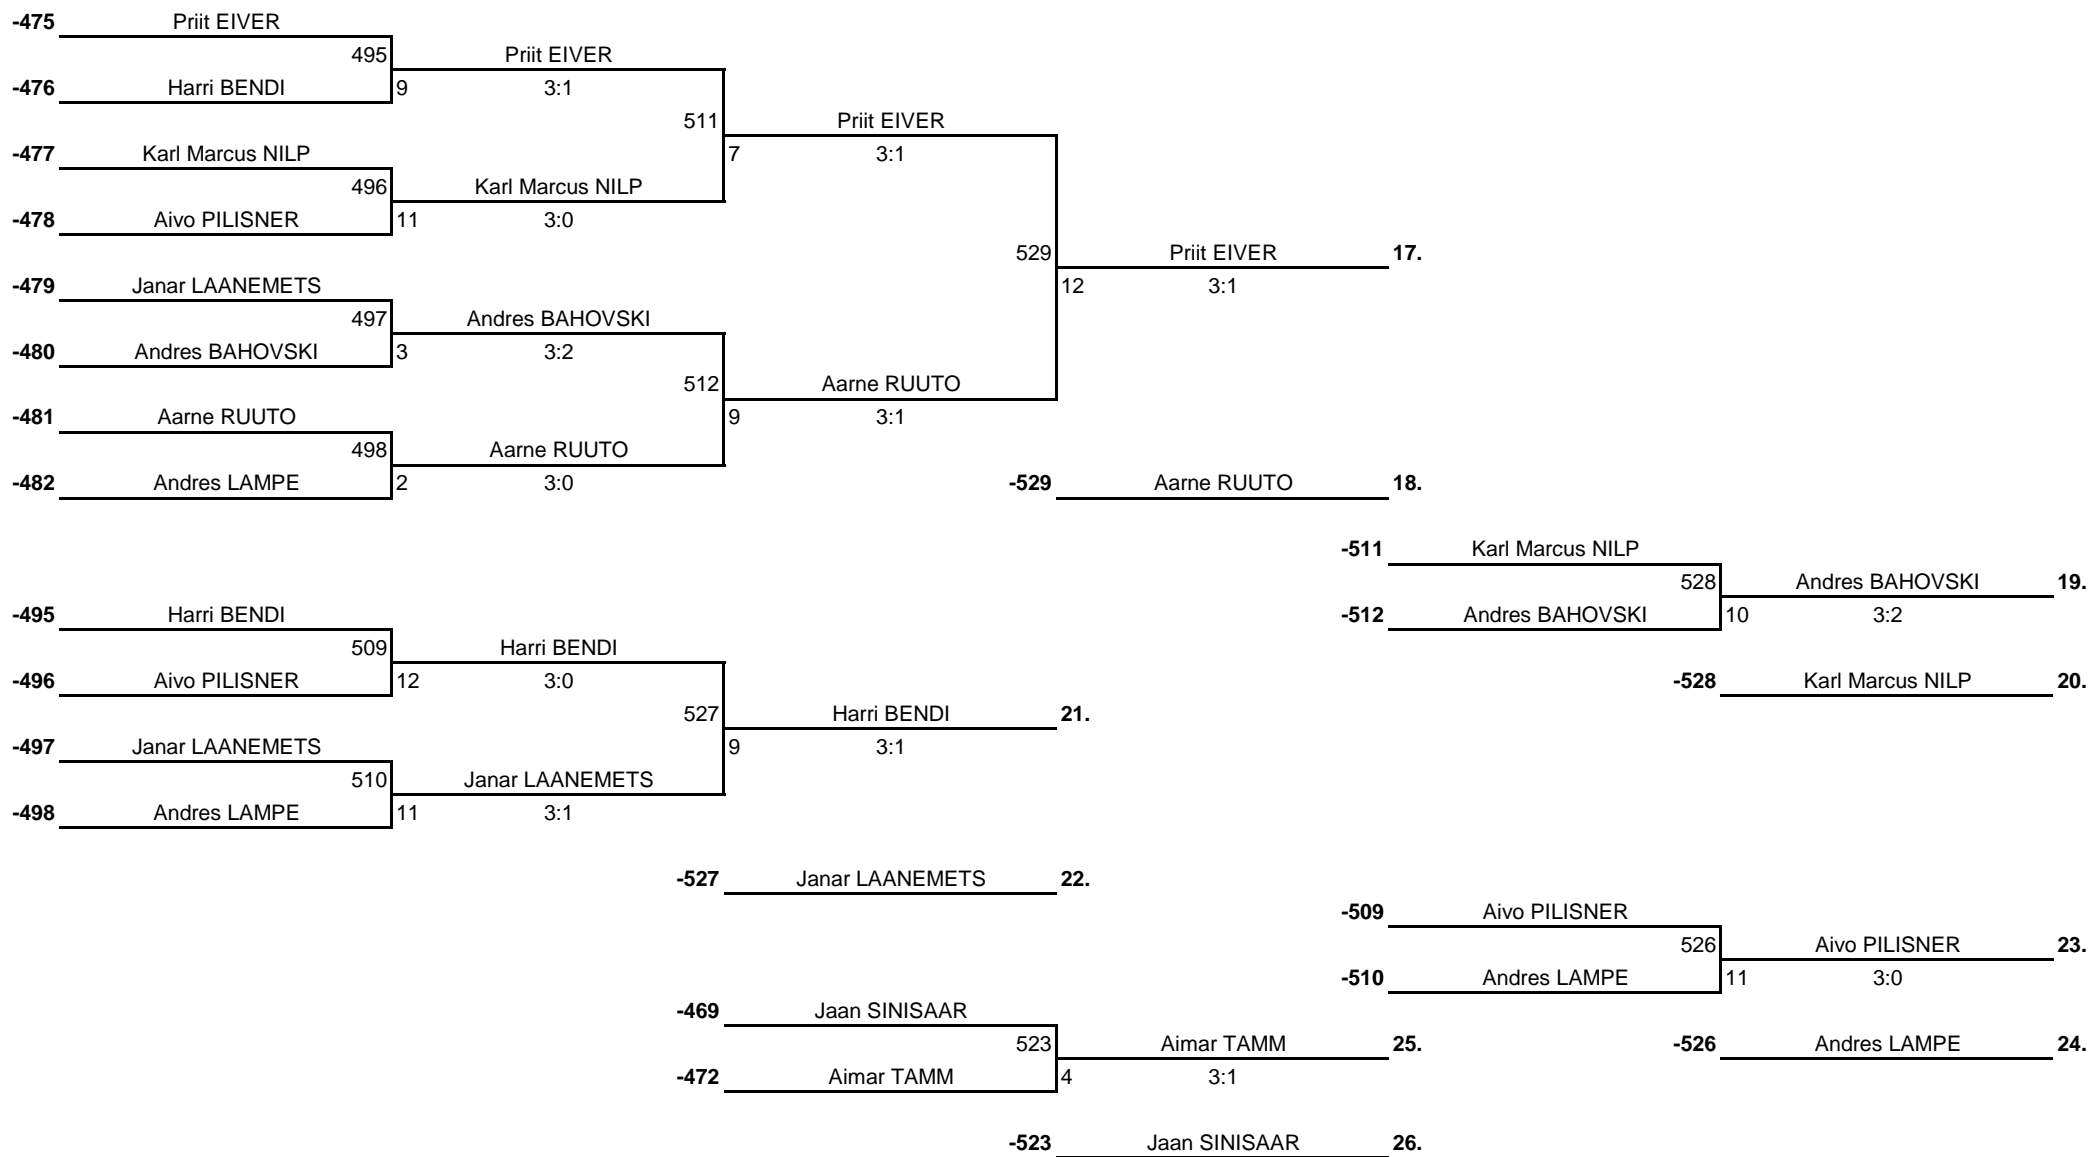 -475 Priit EIVER
495 Priit EIVER
-476 Harri BENDI 9 3:1
511 Priit EIVER
-477 Karl Marcus NILP 7 3:1
496 Karl Marcus NILP
-478 Aivo PILISNER 11 3:0
529 Priit EIVER 17.
-479 Janar LAANEMETS 12 3:1
497 Andres BAHOVSKI
-480 Andres BAHOVSKI 3 3:2
512 Aarne RUUTO
-481 Aarne RUUTO 9 3:1
498 Aarne RUUTO
-482 Andres LAMPE 2 3:0 -529 Aarne RUUTO 18.
-511 Karl Marcus NILP
528 Andres BAHOVSKI 19.
-495 Harri BENDI -512 Andres BAHOVSKI 10 3:2
509 Harri BENDI
-496 Aivo PILISNER 12 3:0 -528 Karl Marcus NILP 20.
527 Harri BENDI 21.
-497 Janar LAANEMETS 9 3:1
510 Janar LAANEMETS
-498 Andres LAMPE 11 3:1
-527 Janar LAANEMETS 22.
-509 Aivo PILISNER
526 Aivo PILISNER 23.
-510 Andres LAMPE 11 3:0
-469 Jaan SINISAAR
523 Aimar TAMM 25. -526 Andres LAMPE 24.
-472 Aimar TAMM 4 3:1
-523 Jaan SINISAAR 26.